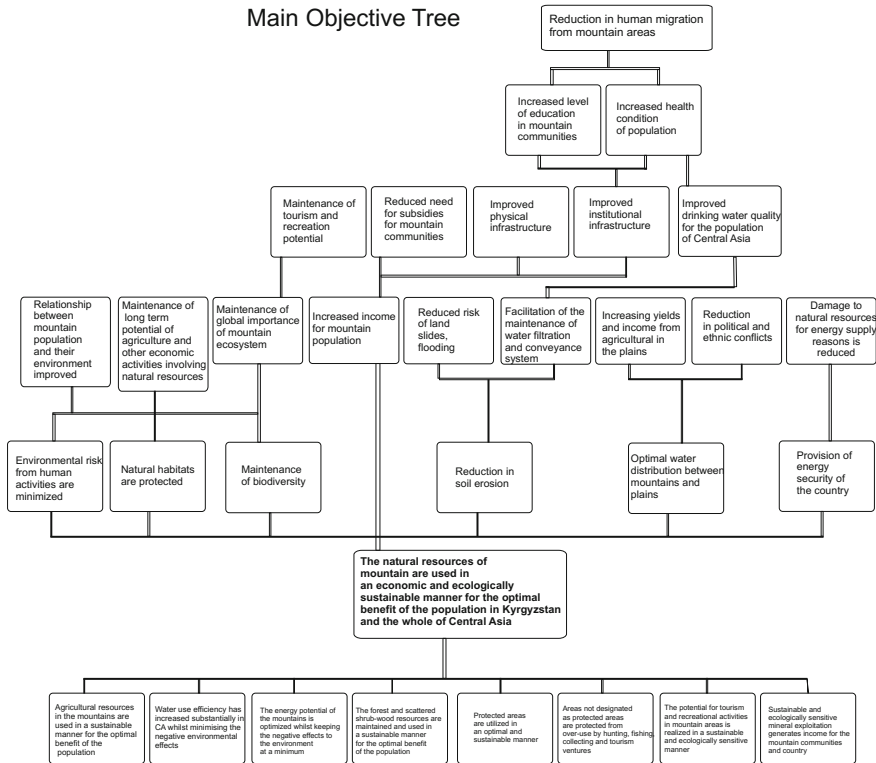 Main Objective Tree
Reduction in human migration
from mountain areas
Increased level
of education
in mountain
communities
Increased health
condition
of population
Maintenance of
tourism and
recreation
potential
Reduced need
for subsidies
for mountain
communities
Improved
physical
infrastructure
Improved
institutional
infrastructure
Improved
drinking water quality
for the population
of Central Asia
Relationship
between
mountain
population
and their
environment
improved
Maintenance of
long term
potential of
agriculture and
other economic
activities involving
natural resources
Maintenance of
global importance
of mountain
ecosystem
Increased income
for mountain
population
Reduced risk
of land
slides,
flooding
Facilitation of the
maintenance of
water filtration
and conveyance
system
Increasing yields
and income from
agricultural in
the plains
Reduction
in political and
ethnic conflicts
Damage to
natural resources
for energy supply
reasons is
reduced
Environmental risk
from human
activities are
minimized
Natural habitats
are protected
Maintenance
of biodiversity
Reduction in
soil erosion
Optimal water
distribution between
mountains and
plains
Provision of
energy
security of
the country
The natural resources of
mountain are used in
an economic and ecologically
sustainable manner for the optimal
benefit of the population in Kyrgyzstan
and the whole of Central Asia
Agricultural resources
in the mountains are
used in a sustainable
manner for the optimal
benefit of the
population
Water use efficiency has
increased substantially in
CA whilst minimising the
negative environmental
effects
The energy potential of
the mountains is
optimized whilst keeping
the negative effects to
the environment
at a minimum
The forest and scattered
shrub-wood resources are
maintained and used in
a sustainable manner
for the optimal benefit
of the population
Protected areas
are utilized in
an optimal and
sustainable manner
Areas not designated
as protected areas
are protected from
over-use by hunting, fishing,
collecting and tourism
ventures
The potential for tourism
and recreational activities
in mountain areas is
realized in a sustainable
and ecologically sensitive
manner
Sustainable and
ecologically sensitive
mineral exploitation
generates income for the
mountain communities
and country